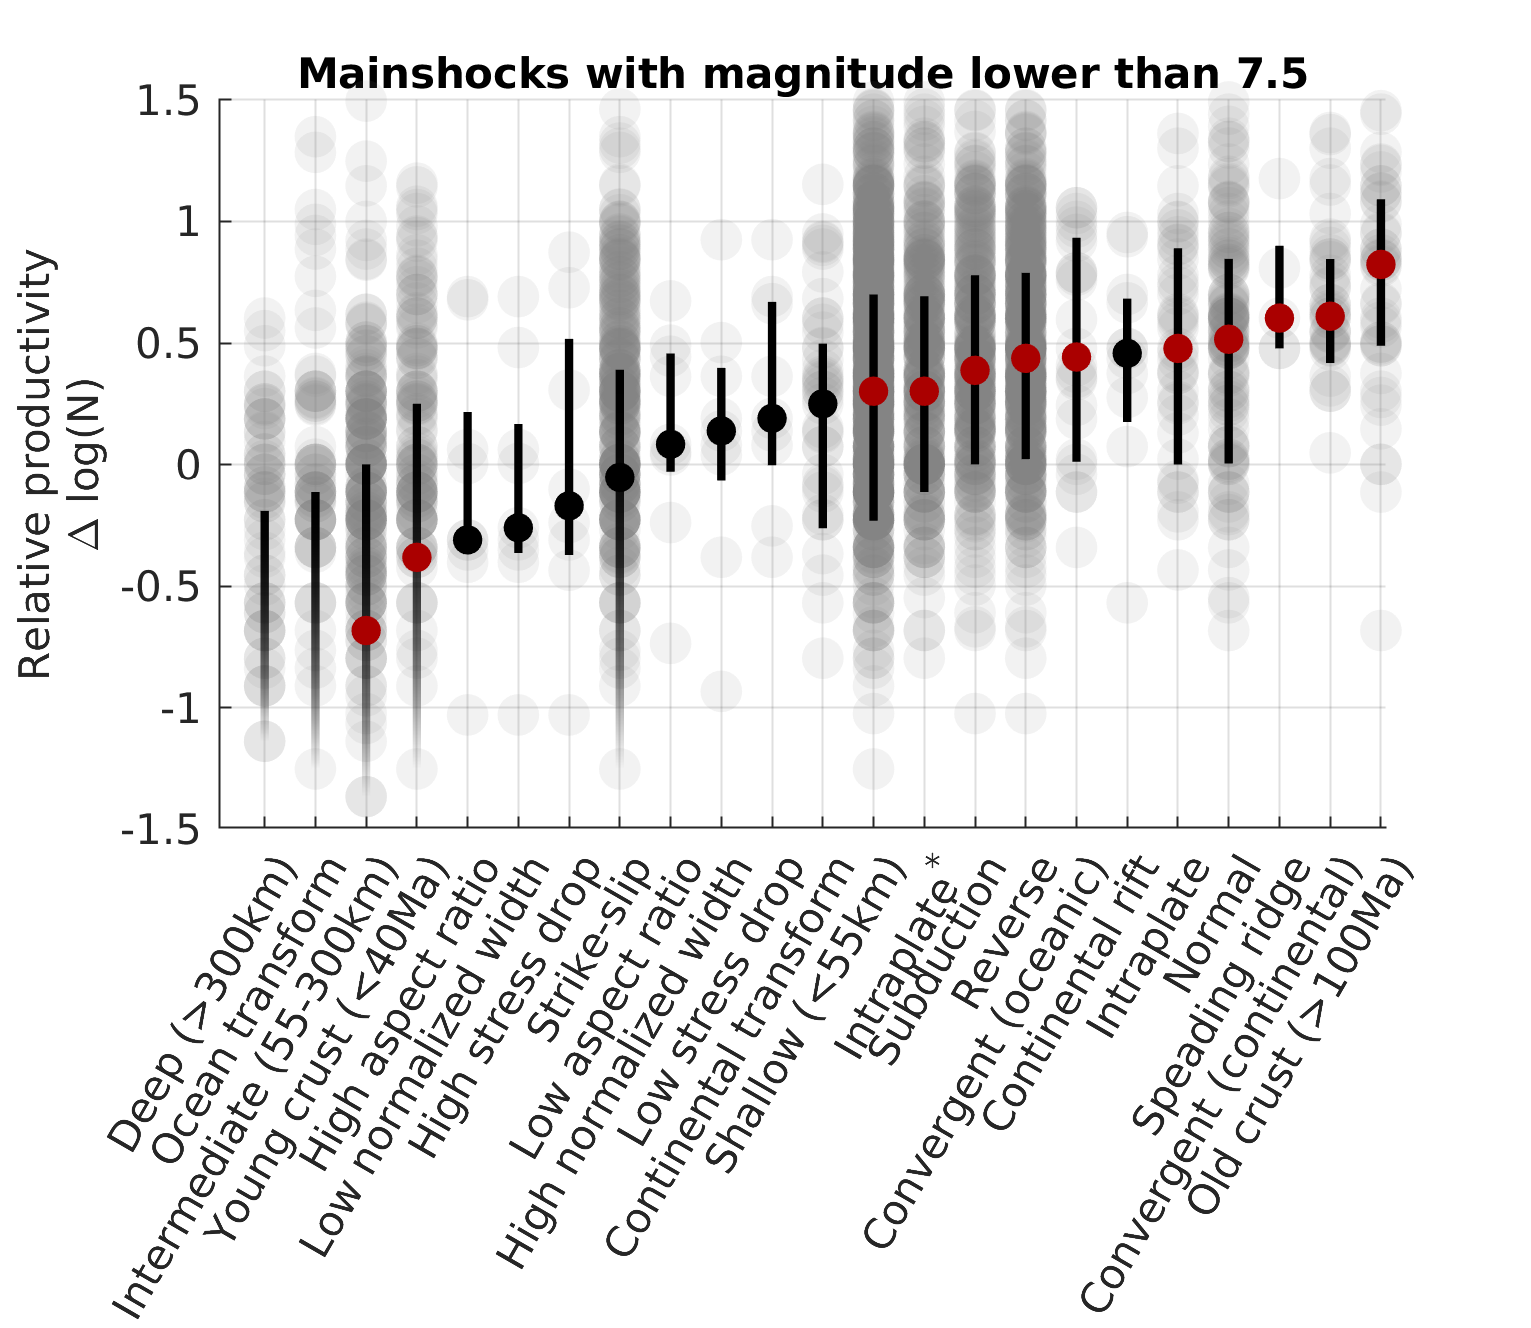 Mainshocks with magnitude lower than 7.5
Relative productivity
Δ log(N)
1.5
1
0.5
0
-0.5
-1
-1.5
Deep (>300km)
Ocean transform
Intermediate (55-300km)
Young crust (<40Ma)
High aspect ratio
Low normalized width
High stress drop
Strike-slip
Low aspect ratio
High normalized width
Low stress drop
Continental transform
Shallow (<55km)
Intraplate *
Subduction
Reverse
Convergent (oceanic)
Continental rift
Intraplate
Normal
Speading ridge
Convergent (continental)
Old crust (>100Ma)